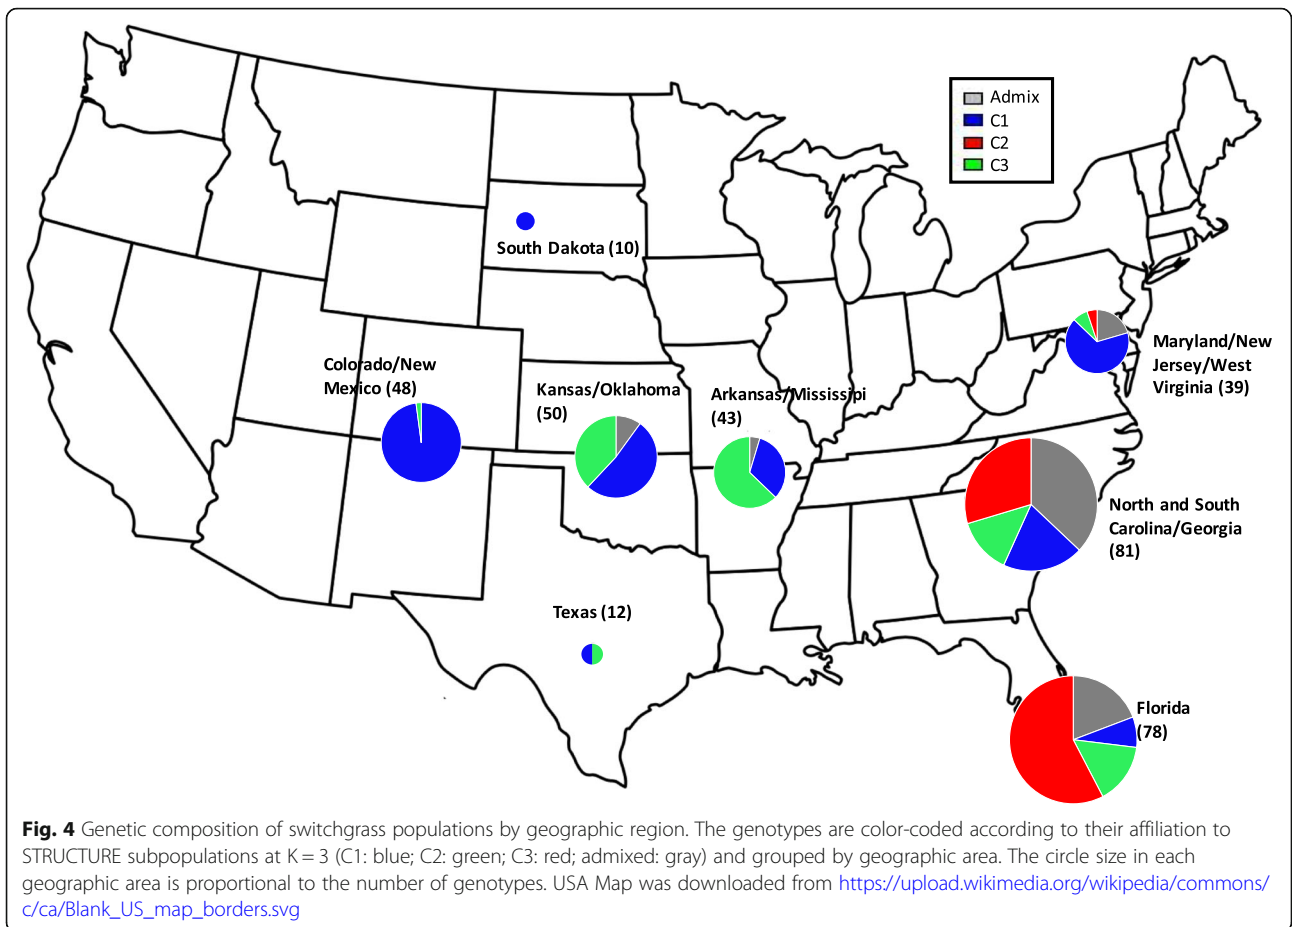 Admix
C1
C2
C3
South Dakota (10)
Colorado/New
Mexico (48)
Kansas/Oklahoma
(50)
Arkansas/Mississipi
(43)
Maryland/New
Jersey/West
Virginia (39)
North and South
Carolina/Georgia
(81)
Texas (12)
Florida
(78)
Fig. 4 Genetic composition of switchgrass populations by geographic region. The genotypes are color-coded according to their affiliation to
STRUCTURE subpopulations at K = 3 (C1: blue; C2: green; C3: red; admixed: gray) and grouped by geographic area. The circle size in each
geographic area is proportional to the number of genotypes. USA Map was downloaded from https://upload.wikimedia.org/wikipedia/commons/
c/ca/Blank_US_map_borders.svg